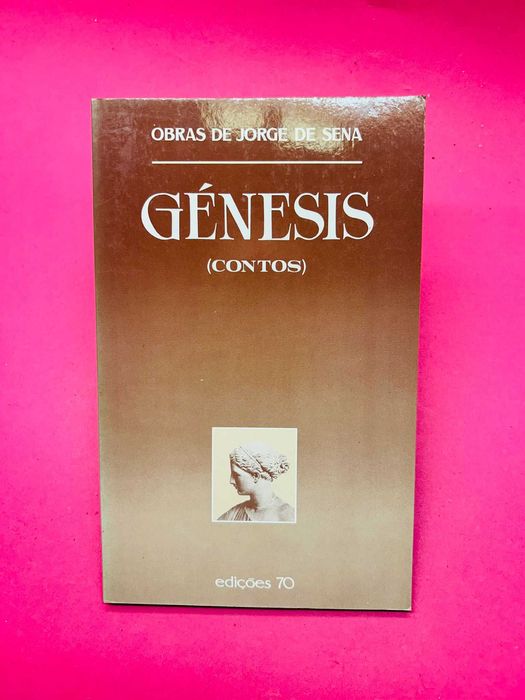 OBRAS DE JORGE DE SENA
GÉNESIS
(CONTOS)
edições 70